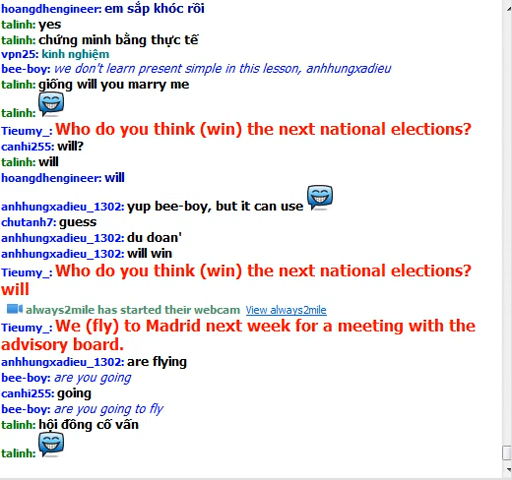 hoangdhengineer: em sắp khóc rồi
talinh: yes
talinh: chứng minh bằng thực tế
vpn25: kinh nghiệm
bee-boy: we don't learn present simple in this lesson, anhhungxadieu
talinh: giống will you marry me
talinh:
Tieumy_: Who do you think (win) the next national elections?
canhi255: will?
talinh: will
hoangdhengineer: will
anhhungxadieu_1302: yup bee-boy, but it can use
chutanh7: guess
anhhungxadieu_1302: du doan'
anhhungxadieu_1302: will win
Tieumy_: Who do you think (win) the next national elections?
will
always2mile has started their webcam View always2mile
Tieumy_: We (fly) to Madrid next week for a meeting with the
advisory board.
anhhungxadieu_1302: are flying
bee-boy: are you going
canhi255: going
bee-boy: are you going to fly
talinh: hội đồng cố vấn
talinh: